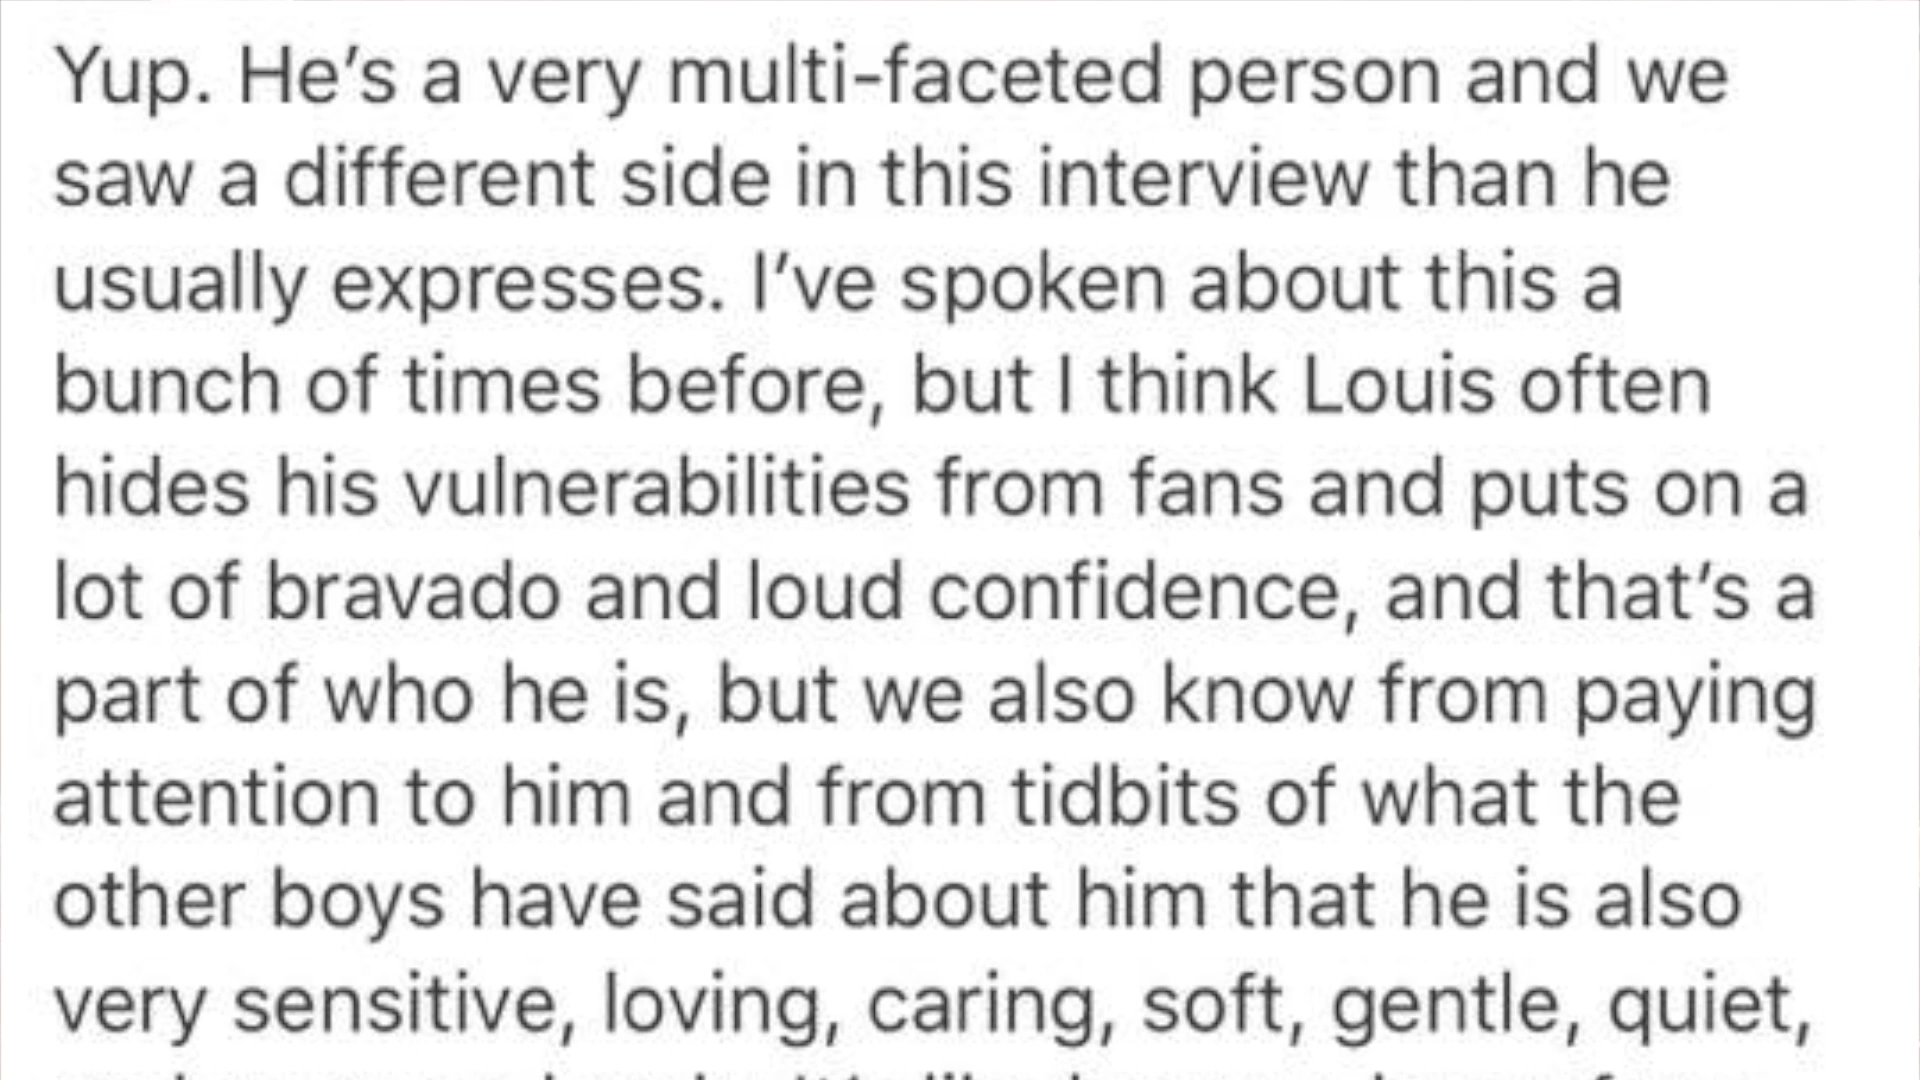 Yup. He’s a very multi-faceted person and we
saw a different side in this interview than he
usually expresses. I’ve spoken about this a
bunch of times before, but I think Louis often
hides his vulnerabilities from fans and puts on a
lot of bravado and loud confidence, and that’s a
part of who he is, but we also know from paying
attention to him and from tidbits of what the
other boys have said about him that he is also
very sensitive, loving, caring, soft, gentle, quiet,